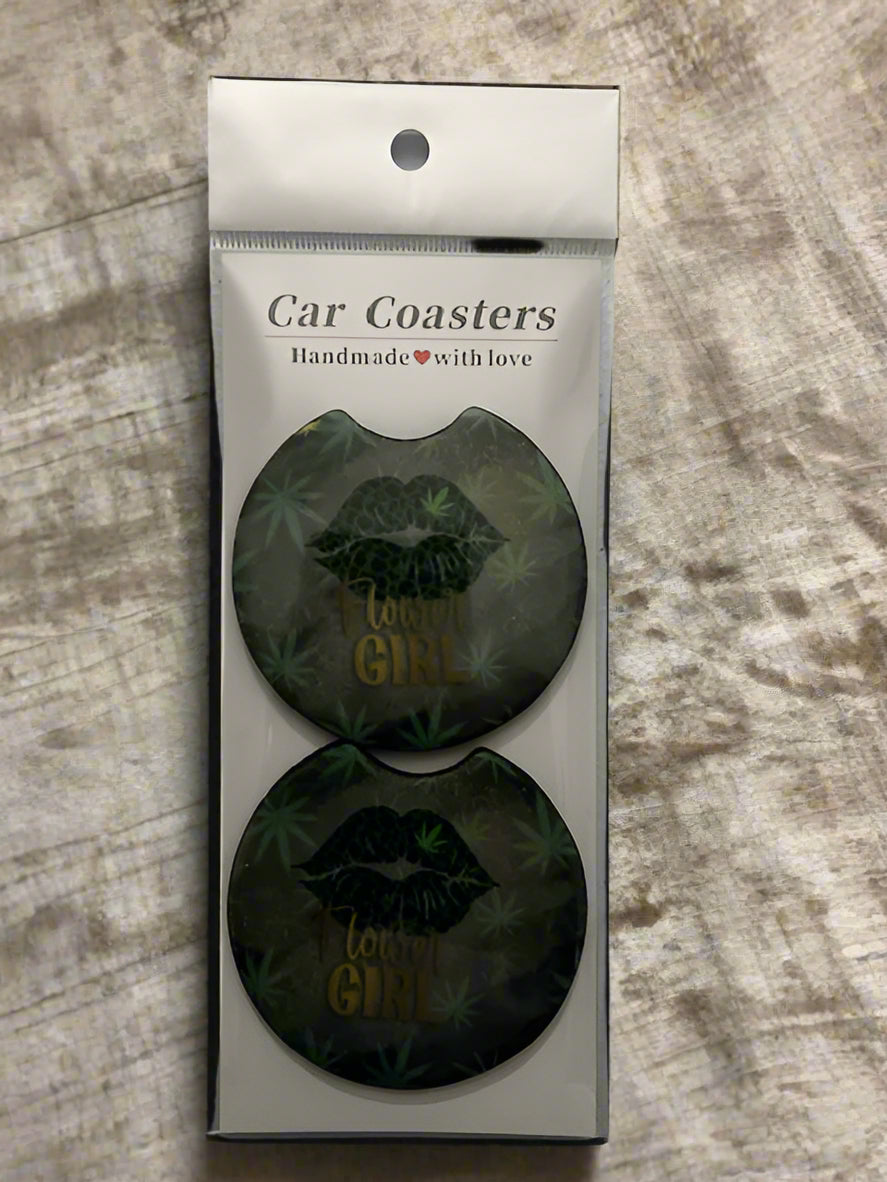 Car Coasters
Handmade❤with love
Flower
GIRL
Flower
GIRL